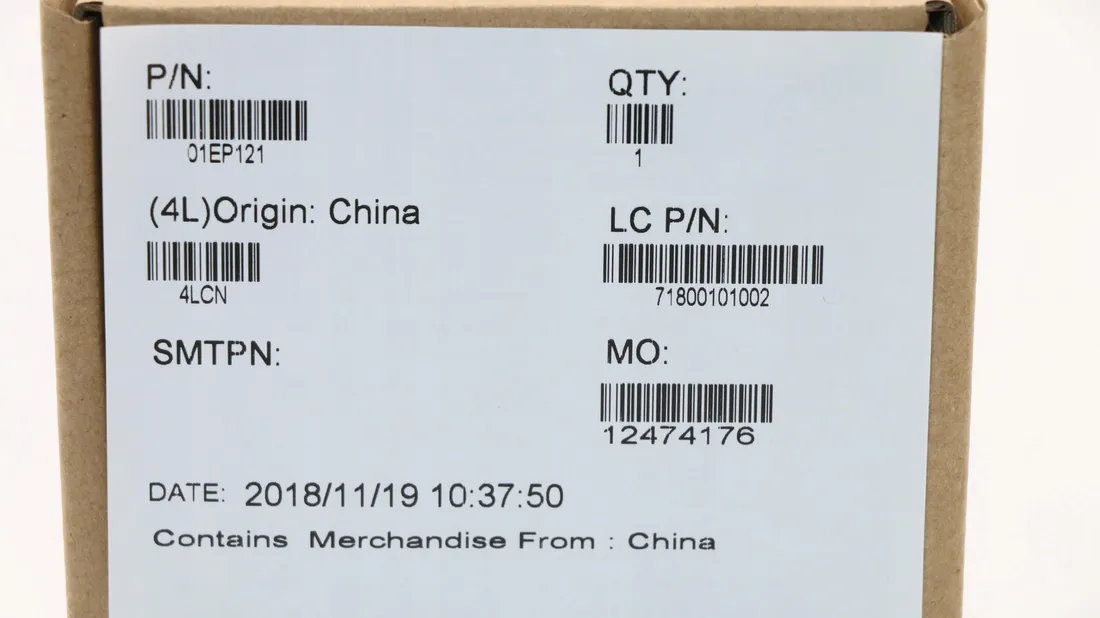 P/N:
QTY:
01EP121
1
(4L)Origin: China
LC P/N:
4LCN
71800101002
SMTPN:
MO:
12474176
DATE: 2018/11/19 10:37:50
Contains Merchandise From : China